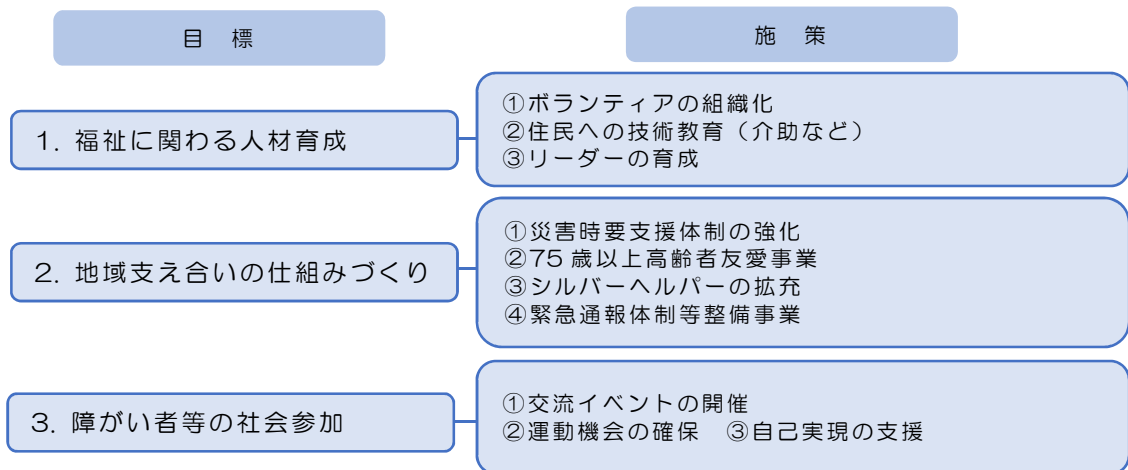 目 標
施 策
1. 福祉に関わる人材育成
①ボランティアの組織化
②住民への技術教育（介助など）
③リーダーの育成
2. 地域支え合いの仕組みづくり
①災害時要支援体制の強化
②75 歳以上高齢者友愛事業
③シルバーヘルパーの拡充
④緊急通報体制等整備事業
3. 障がい者等の社会参加
①交流イベントの開催
②運動機会の確保　③自己実現の支援